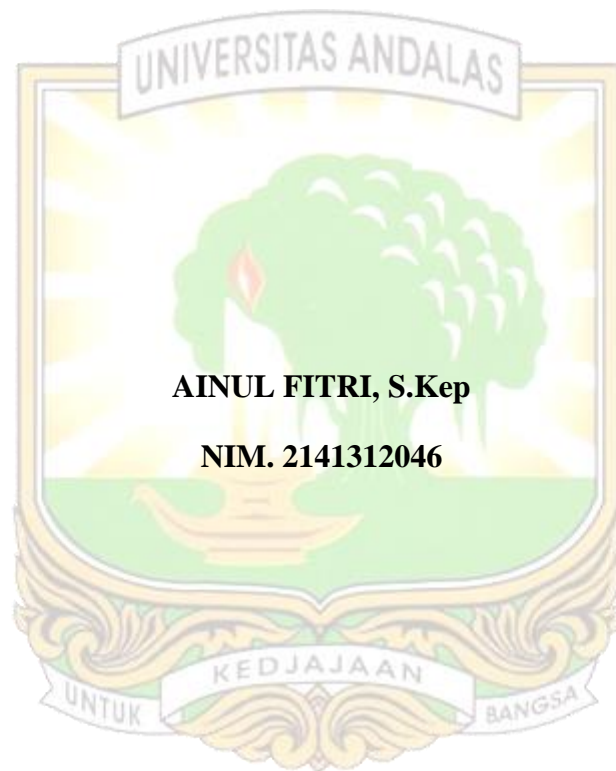 UNIVERSITAS ANDALAS
AINUL FITRI, S.Kep
NIM. 2141312046
UNTUK KEDJAJAAN BANGSA